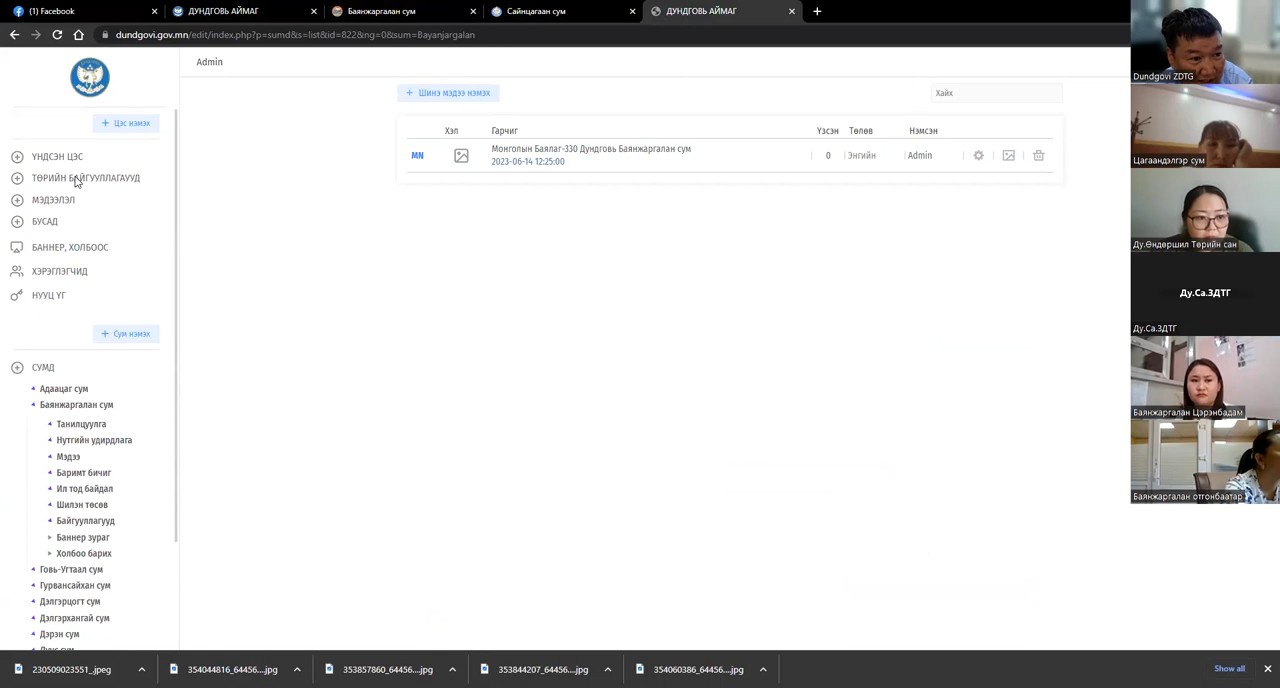 (1) Facebook
ДУНДГОВЬ АЙМАГ
Баянжаргалан сум
Сайнцагаан сум
ДУНДГОВЬ АЙМАГ
dundgovi.gov.mn/edit/index.php?p=sumd&s=list&id=822&ng=0&sum=Bayanjargalan
Admin
+ Цэс нэмэх
ҮНДСЭН ЦЭС
ТӨРИЙН БАЙГУУЛЛАГАУУД
МЭДЭЭЛЭЛ
БУСАД
БАННЕР, ХОЛБООС
ХЭРЭГЛЭГЧИД
НУУЦ ҮГ
+ Сум нэмэх
СУМД
Адаацаг сум
Баянжаргалан сум
Танилцуулга
Нутгийн удирдлага
Мэдээ
Баримт бичиг
Ил тод байдал
Шилэн төсөв
Байгууллагууд
Баннер зураг
Холбоо барих
Говь-Угтаал сум
Гурвансайхан сум
Дэлгэрцогт сум
Дэлгэрхангай сум
Дэрэн сум
+ Шинэ мэдээ нэмэх
Хайх
Хэл Гарчиг Үзсэн Төлөв Нэмсэн
MN Монголын Баялаг-330 Дундговь Баянжаргалан сум 0 Энгийн Admin
2023-06-14 12:25:00
Dundgovi ZDTG
Цагаандэлгэр сум
Ду.Өндөршил Төрийн сан
Ду.Са.ЗДТГ
Ду.Са.ЗДТГ
Баянжаргалан Цэрэнбадам
Баянжаргалан отгонбаатар
230509023551_.jpeg
354044816_64456....jpg
353857860_64456....jpg
353844207_64456....jpg
354060386_64456....jpg
Show all